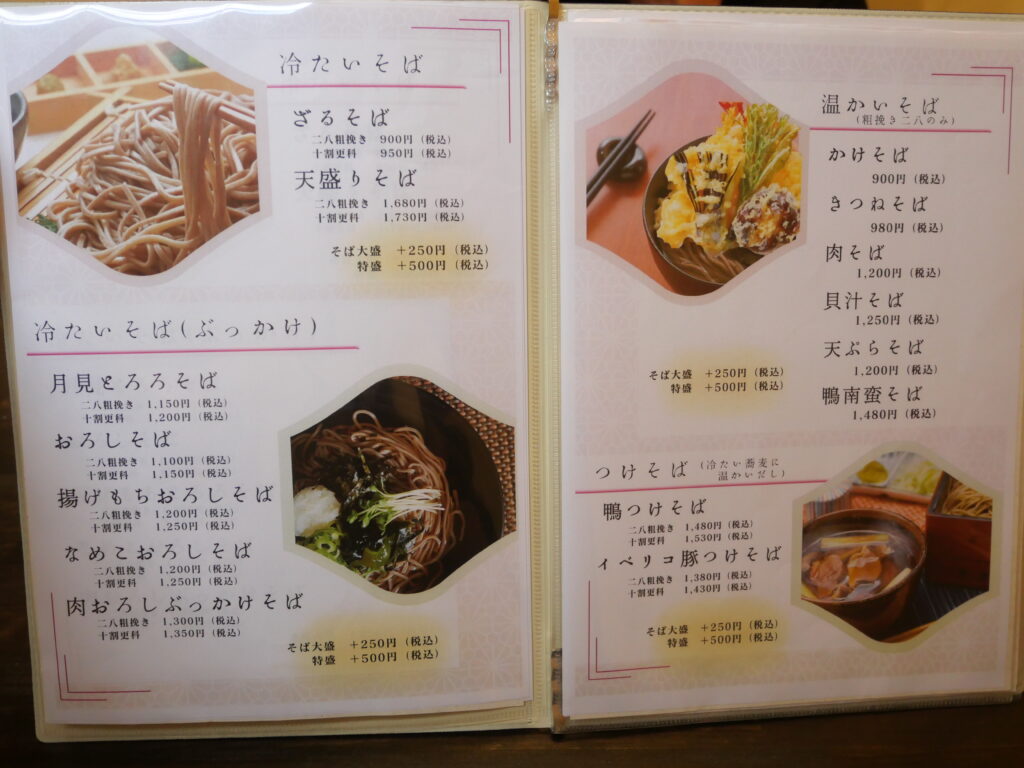 冷たいそば
ざるそば
二八粗挽き 900円（税込）
十割更科 950円（税込）
天盛りそば
二八粗挽き 1,680円（税込）
十割更科 1,730円（税込）
そば大盛 ＋250円（税込）
特盛 ＋500円（税込）
冷たいそば(ぶっかけ)
月見とろろそば
二八粗挽き 1,150円（税込）
十割更科 1,200円（税込）
おろしそば
二八粗挽き 1,100円（税込）
十割更科 1,150円（税込）
揚げもちおろしそば
二八粗挽き 1,200円（税込）
十割更科 1,250円（税込）
なめこおろしそば
二八粗挽き 1,200円（税込）
十割更科 1,250円（税込）
肉おろしぶっかけそば
二八粗挽き 1,300円（税込）
十割更科 1,350円（税込）
そば大盛 ＋250円（税込）
特盛 ＋500円（税込）
温かいそば
(粗挽き二八のみ)
かけそば
900円（税込）
きつねそば
980円（税込）
肉そば
1,200円（税込）
貝汁そば
1,250円（税込）
天ぷらそば
1,200円（税込）
鴨南蛮そば
1,480円（税込）
そば大盛 ＋250円（税込）
特盛 ＋500円（税込）
つけそば (冷たい蕎麦に
温かいだし)
鴨つけそば
二八粗挽き 1,480円（税込）
十割更科 1,530円（税込）
イベリコ豚つけそば
二八粗挽き 1,380円（税込）
十割更科 1,430円（税込）
そば大盛 ＋250円（税込）
特盛 ＋500円（税込）